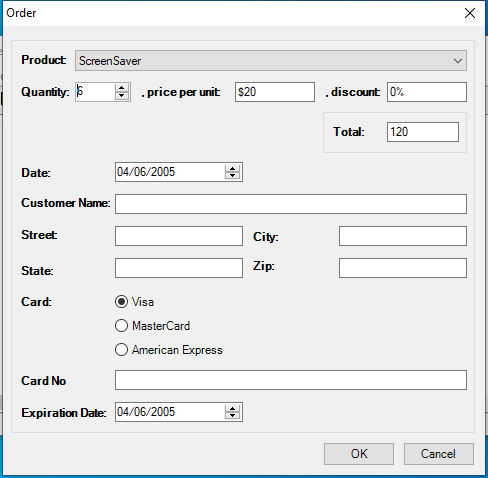 Order
Product: ScreenSaver
Quantity: 6 , price per unit: $20 , discount: 0%
Total: 120
Date: 04/06/2005
Customer Name:
Street: City:
State: Zip:
Card: Visa
MasterCard
American Express
Card No
Expiration Date: 04/06/2005
OK Cancel